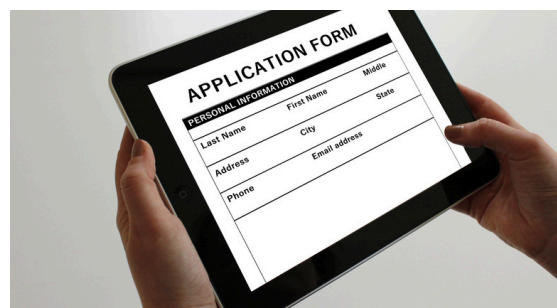 APPLICATION FORM
PERSONAL INFORMATION
Last Name First Name Middle
Address City State
Phone Email address